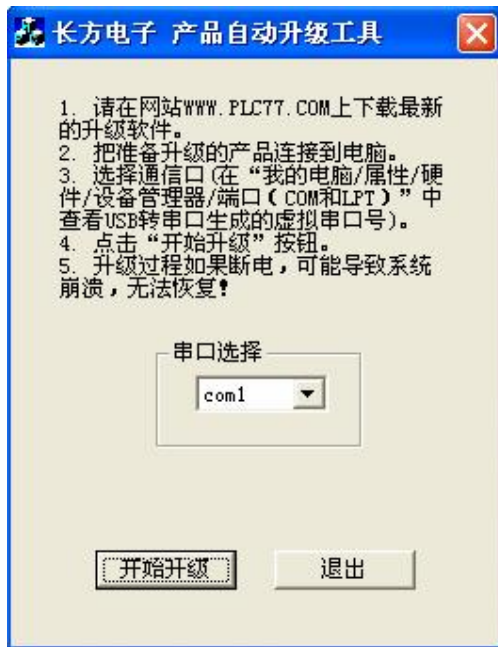 长方电子 产品自动升级工具
1. 请在网站WWW.PLC77.COM上下载最新
的升级软件。
2. 把准备升级的产品连接到电脑。
3. 选择通信口(在“我的电脑/属性/硬
件/设备管理器/端口(COM和LPT)”中
查看USB转串口生成的虚拟串口号)。
4. 点击“开始升级”按钮。
5. 升级过程如果断电,可能导致系统
崩溃,无法恢复!
串口选择
com1
开始升级 退出